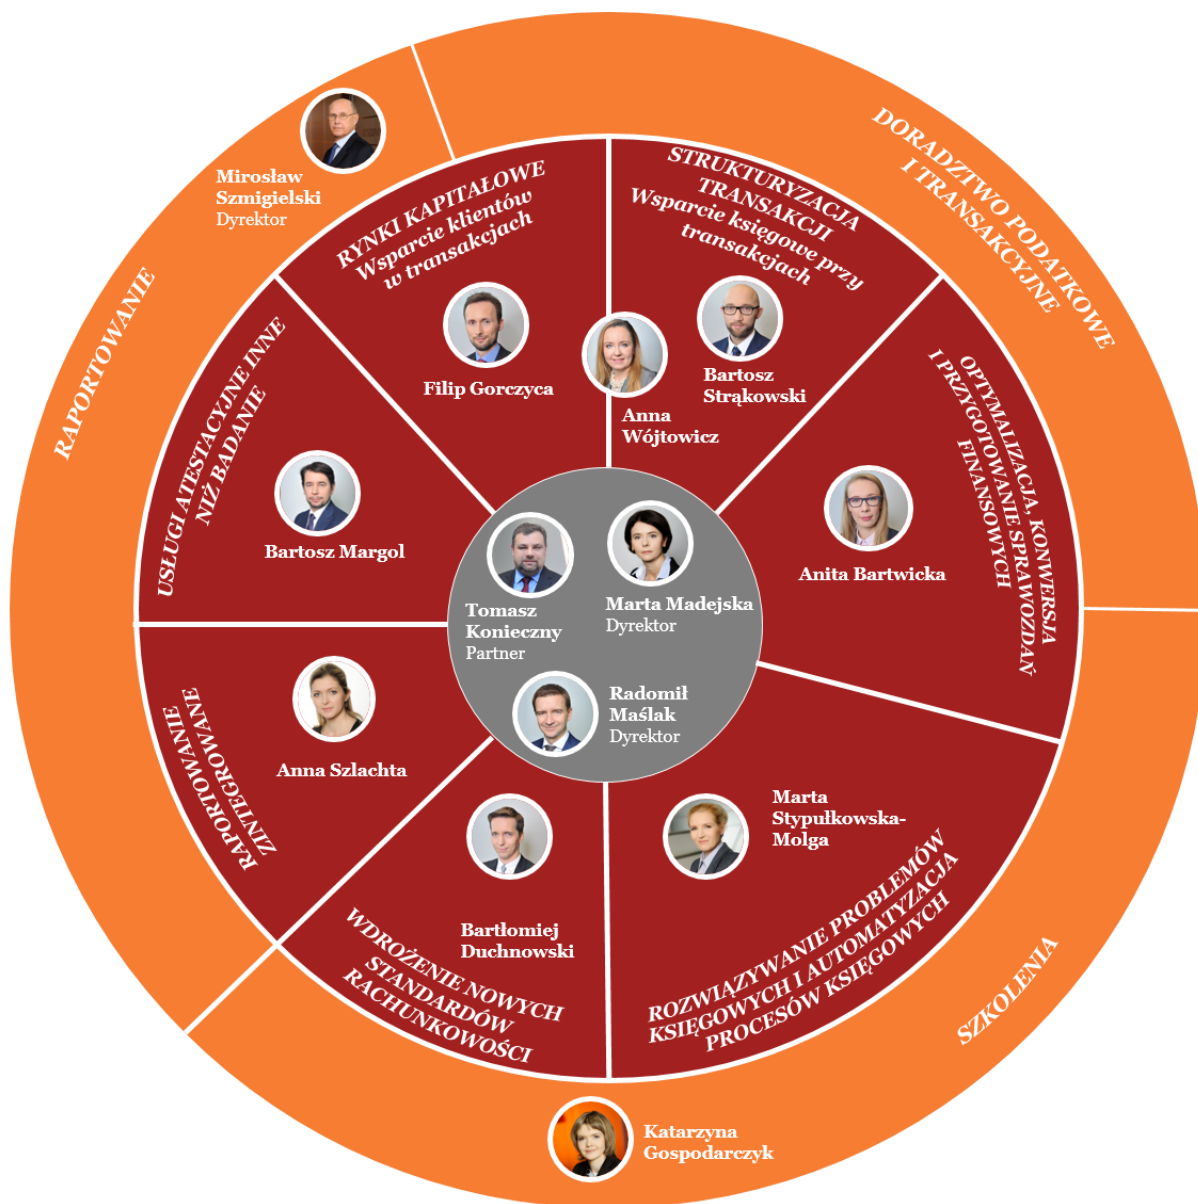 Mirosław
Szmigielski
Dyrektor
RAPORTOWANIE
DORADZTWO PODATKOWE
I TRANSAKCYJNE
RYNKI KAPITAŁOWE
Wsparcie klientów
w transakcjach
Filip Gorczyca
STRUKTURYZACJA
TRANSAKCJI
Wsparcie księgowe przy
transakcjach
Bartosz
Strąkowski
Anna
Wójtowicz
USŁUGI ATESTACYJNE INNE
NIŻ BADANIE
Bartosz Margol
OPTYMALIZACJA, KONWERSJA
I PRZYGOTOWANIE SPRAWOZDAŃ
FINANSOWYCH
Anita Bartwicka
Tomasz
Konieczny
Partner
Marta Madejska
Dyrektor
Radomił
Maślak
Dyrektor
RAPORTOWANIE
ZINTEGROWANE
Anna Szlachta
Bartłomiej
Duchnowski
WDROŻENIE NOWYCH
STANDARDÓW
RACHUNKOWOŚCI
Marta
Stypułkowska-
Molga
ROZWIĄZYWANIE PROBLEMÓW
KSIĘGOWYCH I AUTOMATYZACJA
PROCESÓW KSIĘGOWYCH
SZKOLENIA
Katarzyna
Gospodarczyk